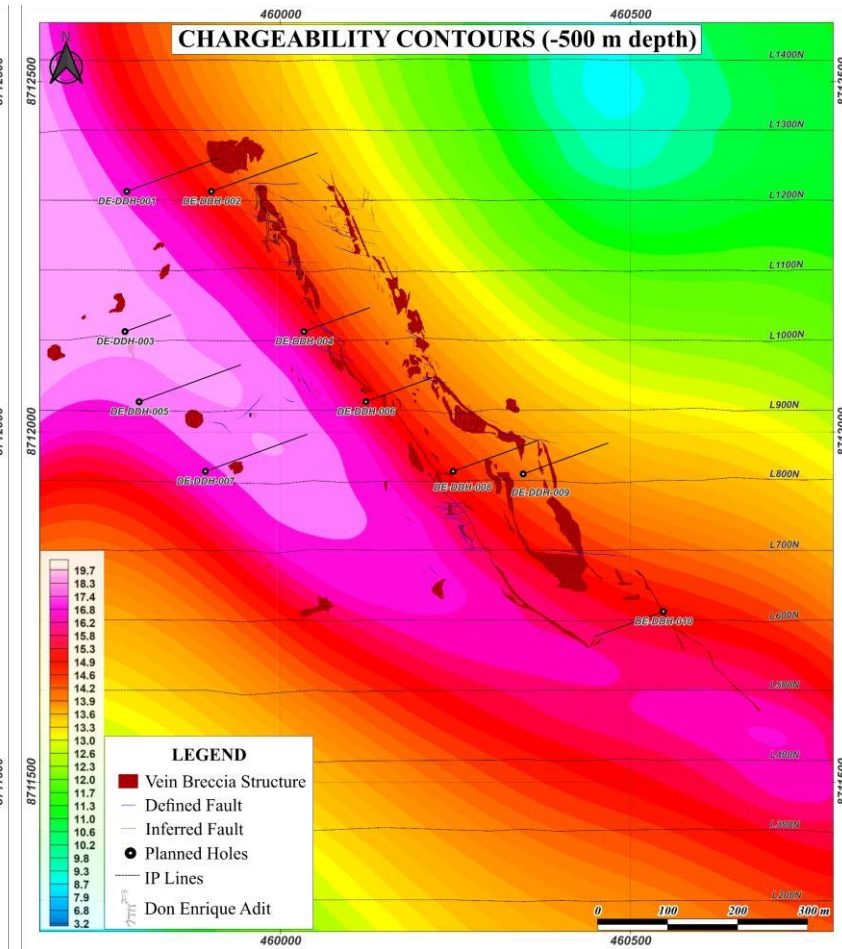 460000 460500
CHARGEABILITY CONTOURS (-500 m depth)
L1400N
8712500 8712500
L1300N
L1200N
DE-DDH-001 DE-DDH-002
L1100N
L1000N
DE-DDH-003 DE-DDH-004
8712000 8712000
L900N
DE-DDH-005 DE-DDH-006
L800N
DE-DDH-007 DE-DDH-008 DE-DDH-009
L700N
L600N
DE-DDH-010
L500N
L400N
8711500
L300N
L200N
19.7
18.3
17.4
16.8
16.2
15.8
15.3
14.9
14.6
14.2
13.9
13.6
13.3
13.0
12.6
12.3
12.0
11.7
11.3
11.0
10.6
10.2
9.8
9.3
8.7
7.9
6.8
3.2
LEGEND
Vein Breccia Structure
Defined Fault
Inferred Fault
Planned Holes
IP Lines
Don Enrique Adit
0 100 200 300 m
460000 460500